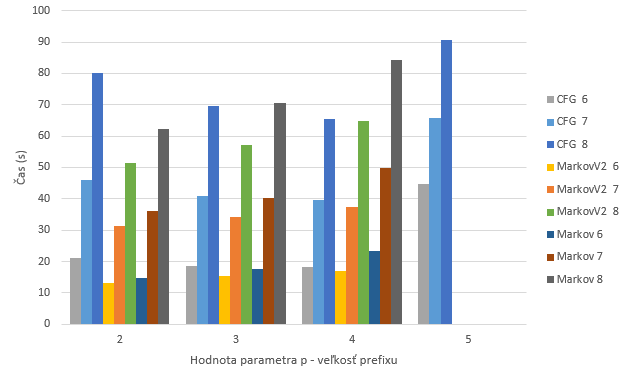 100
90
80
70
60
50
40
30
20
10
0
Čas (s)
2 3 4 5
Hodnota parametra p - veľkosť prefixu
CFG 6
CFG 7
CFG 8
MarkovV2 6
MarkovV2 7
MarkovV2 8
Markov 6
Markov 7
Markov 8